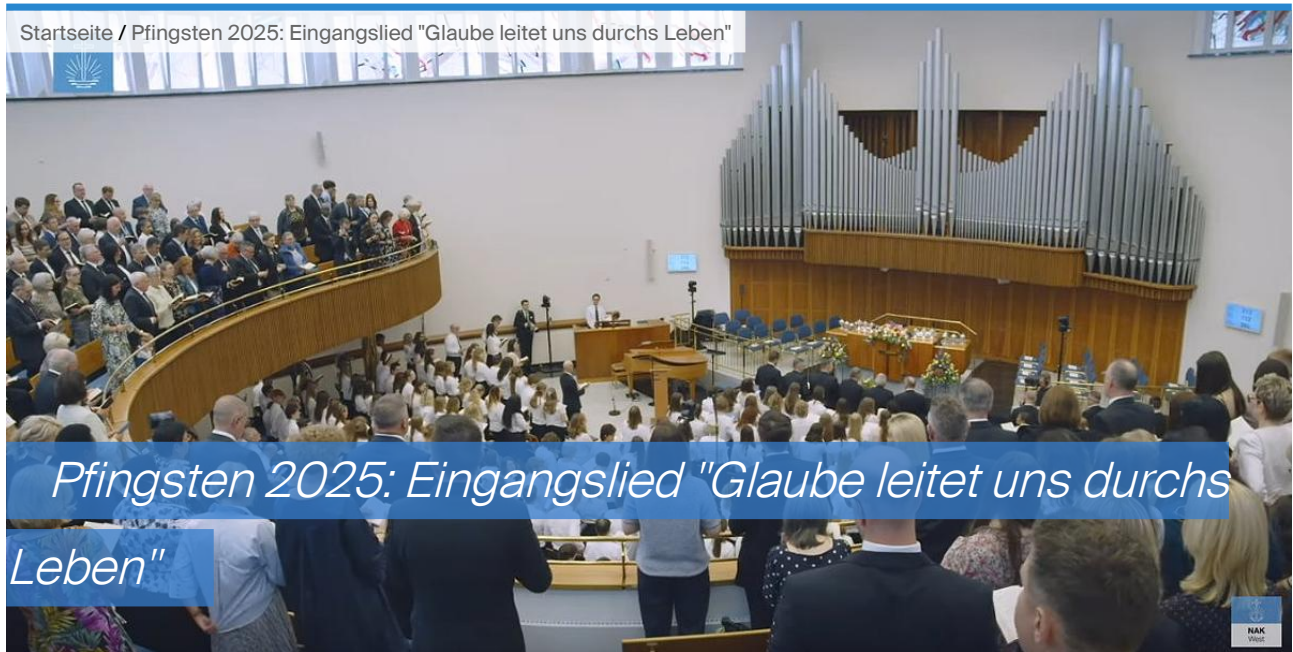 Startseite / Pfingsten 2025: Eingangslied "Glaube leitet uns durchs Leben"
Pfingsten 2025: Eingangslied "Glaube leitet uns durchs
Leben"
NAK
West